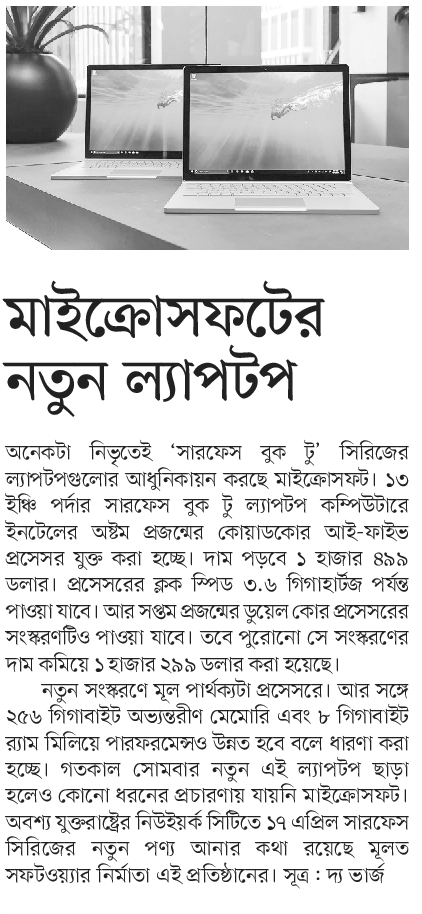 মাইক্রোসফটের
নতুন ল্যাপটপ
অনেকটা নিভৃতেই ‘সারফেস বুক টু’ সিরিজের
ল্যাপটপগুলোর আধুনিকায়ন করছে মাইক্রোসফট। ১৩
ইঞ্চি পর্দার সারফেস বুক টু ল্যাপটপ কম্পিউটারে
ইনটেলের অষ্টম প্রজন্মের কোয়াডকোর আই-ফাইভ
প্রসেসর যুক্ত করা হচ্ছে। দাম পড়বে ১ হাজার ৪৯৯
ডলার। প্রসেসরের ক্লক স্পিড ৩.৬ গিগাহার্টজ পর্যন্ত
পাওয়া যাবে। আর সপ্তম প্রজন্মের ডুয়েল কোর প্রসেসরের
সংস্করণটিও পাওয়া যাবে। তবে পুরোনো সে সংস্করণের
দাম কমিয়ে ১ হাজার ২৯৯ ডলার করা হয়েছে।
নতুন সংস্করণে মূল পার্থক্যটা প্রসেসরে। আর সঙ্গে
২৫৬ গিগাবাইট অভ্যন্তরীণ মেমোরি এবং ৮ গিগাবাইট
র‍্যাম মিলিয়ে পারফরমেন্সও উন্নত হবে বলে ধারণা করা
হচ্ছে। গতকাল সোমবার নতুন এই ল্যাপটপ ছাড়া
হলেও কোনো ধরনের প্রচারণায় যায়নি মাইক্রোসফট।
অবশ্য যুক্তরাষ্ট্রের নিউইয়র্ক সিটিতে ১৭ এপ্রিল সারফেস
সিরিজের নতুন পণ্য আনার কথা রয়েছে মূলত
সফটওয়্যার নির্মাতা এই প্রতিষ্ঠানের। সূত্র : দ্য ভার্জ